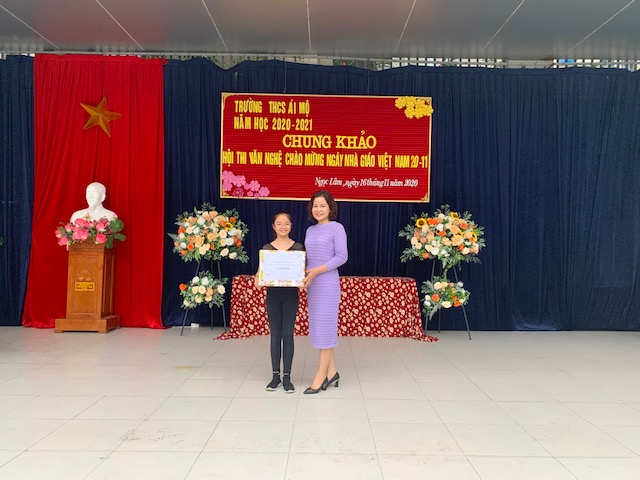 TRƯỜNG THCS ÁI MỘ
NĂM HỌC 2020-2021
CHUNG KHẢO
HỘI THI VĂN NGHỆ CHÀO MỪNG NGÀY NHÀ GIÁO VIỆT NAM 20-11
Ngọc Lâm, ngày 16 tháng 11 năm 2020